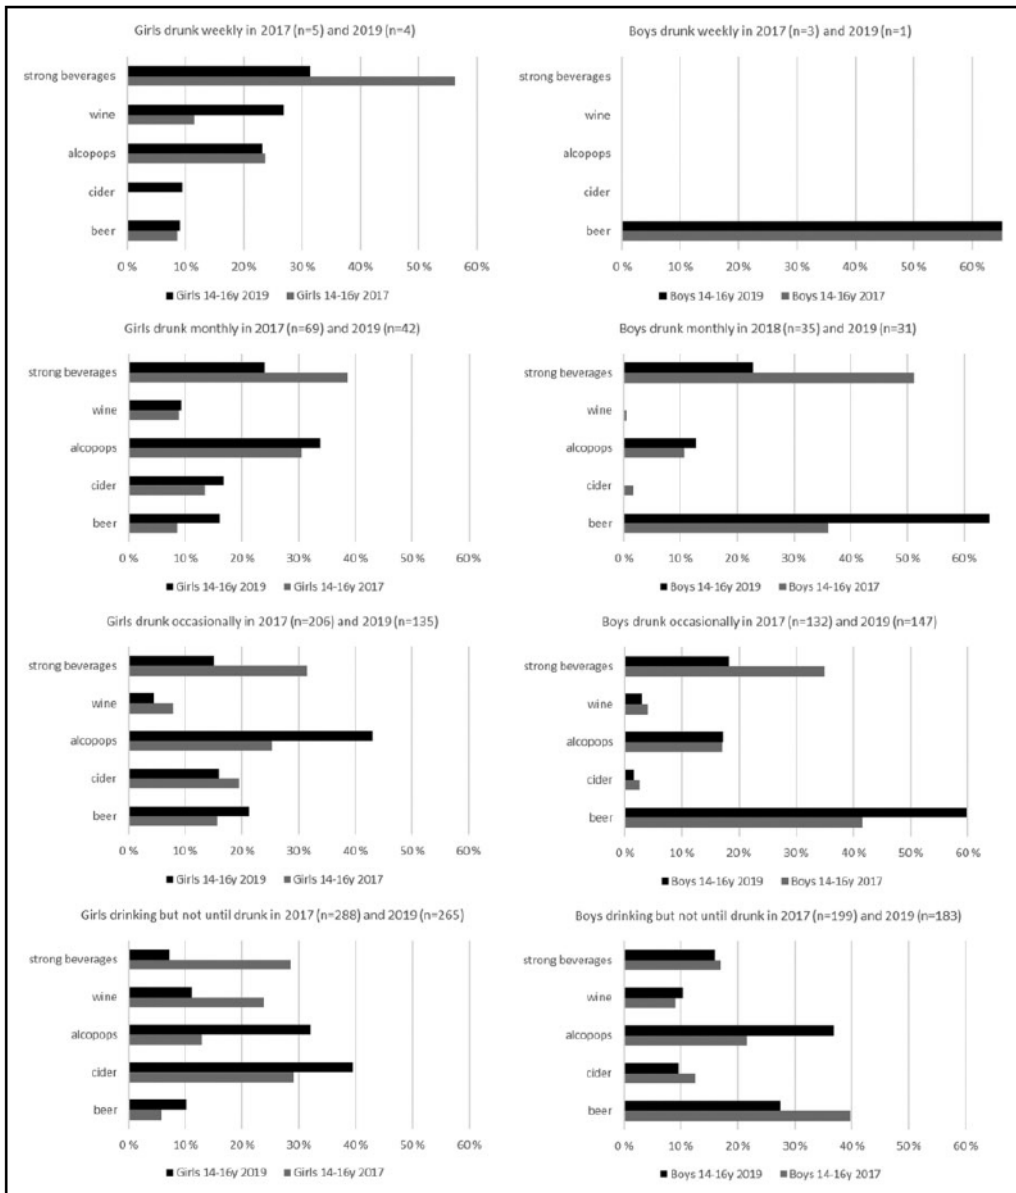 Girls drunk weekly in 2017 (n=5) and 2019 (n=4)
strong beverages
wine
alcopops
cider
beer
0 % 10 % 20 % 30 % 40 % 50 % 60 %
Girls 14-16y 2019 Girls 14-16y 2017
Boys drunk weekly in 2017 (n=3) and 2019 (n=1)
strong beverages
wine
alcopops
cider
beer
0 % 10 % 20 % 30 % 40 % 50 % 60 %
Boys 14-16y 2019 Boys 14-16y 2017
Girls drunk monthly in 2017 (n=69) and 2019 (n=42)
strong beverages
wine
alcopops
cider
beer
0 % 10 % 20 % 30 % 40 % 50 % 60 %
Girls 14-16y 2019 Girls 14-16y 2017
Boys drunk monthly in 2018 (n=35) and 2019 (n=31)
strong beverages
wine
alcopops
cider
beer
0 % 10 % 20 % 30 % 40 % 50 % 60 %
Boys 14-16y 2019 Boys 14-16y 2017
Girls drunk occasionally in 2017 (n=206) and 2019 (n=135)
strong beverages
wine
alcopops
cider
beer
0 % 10 % 20 % 30 % 40 % 50 % 60 %
Girls 14-16y 2019 Girls 14-16y 2017
Boys drunk occasionally in 2017 (n=132) and 2019 (n=147)
strong beverages
wine
alcopops
cider
beer
0 % 10 % 20 % 30 % 40 % 50 % 60 %
Boys 14-16y 2019 Boys 14-16y 2017
Girls drinking but not until drunk in 2017 (n=288) and 2019 (n=265)
strong beverages
wine
alcopops
cider
beer
0 % 10 % 20 % 30 % 40 % 50 % 60 %
Girls 14-16y 2019 Girls 14-16y 2017
Boys drinking but not until drunk in 2017 (n=199) and 2019 (n=183)
strong beverages
wine
alcopops
cider
beer
0 % 10 % 20 % 30 % 40 % 50 % 60 %
Boys 14-16y 2019 Boys 14-16y 2017